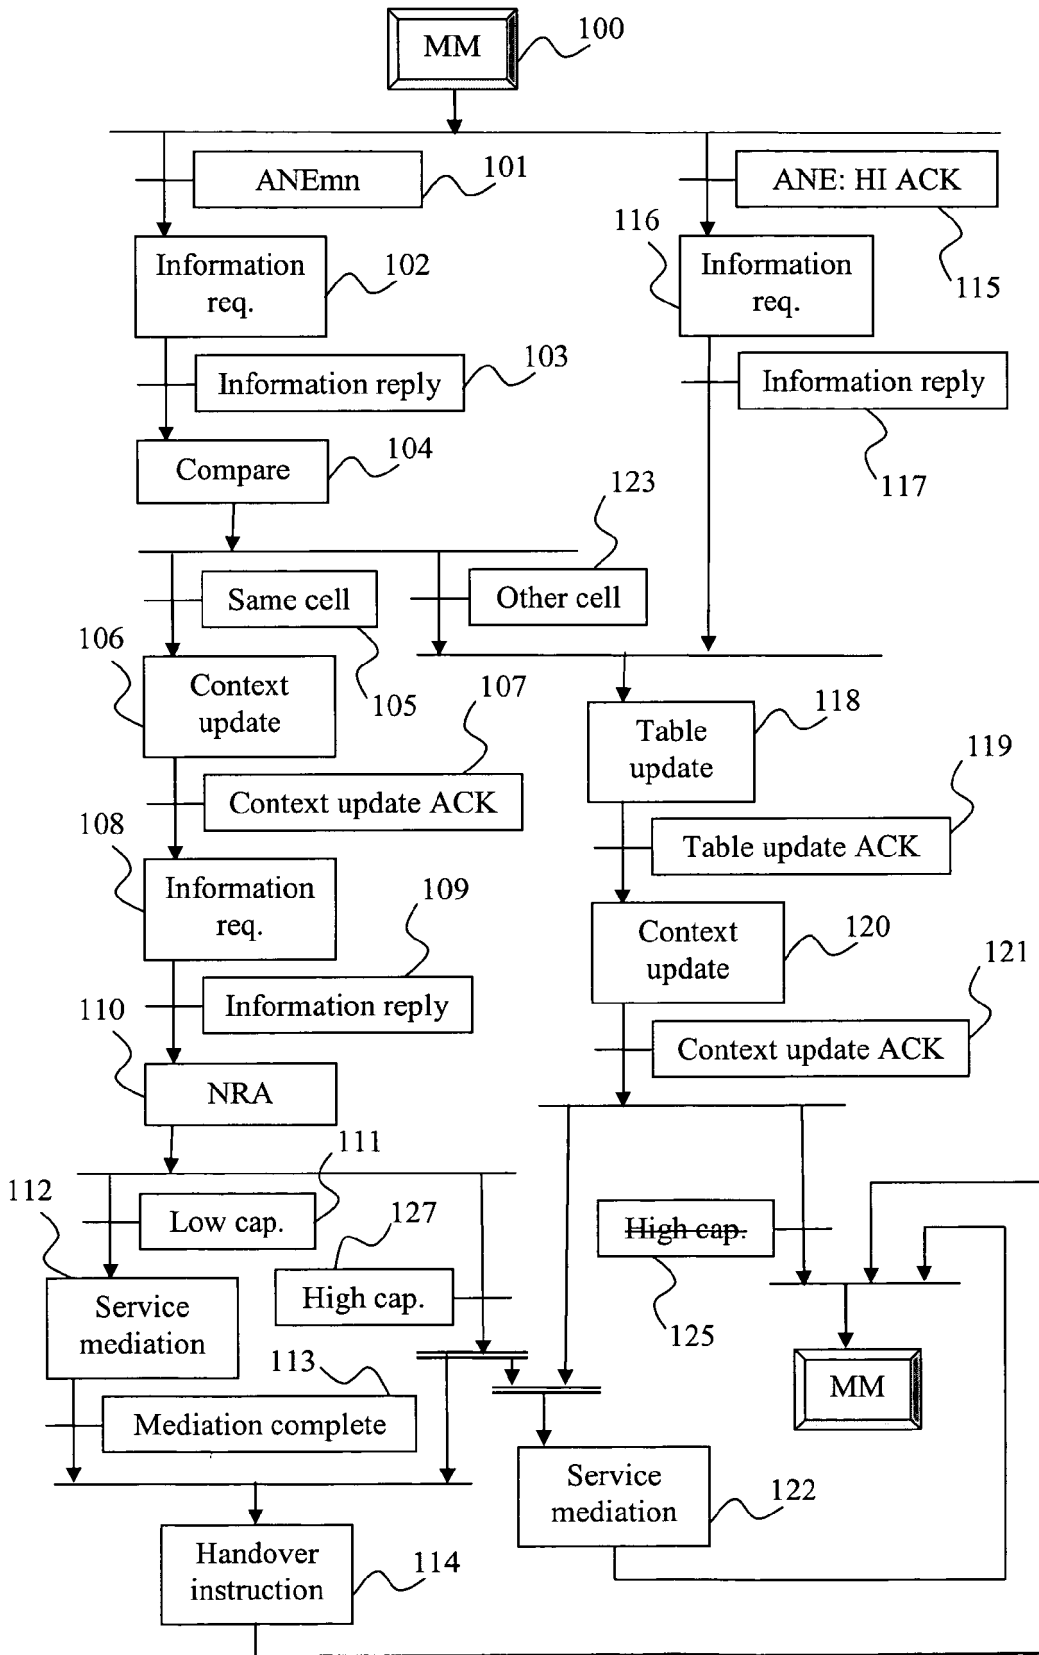 MM
100
ANEmn
101
ANE: HI ACK
115
116
Information
req.
102
Information
req.
Information reply
103
Information reply
117
Compare
104
123
Same cell
105
Other cell
106
Context
update
107
Table
update
118
Context update ACK
119
Table update ACK
108
Information
req.
109
Context
update
120
Information reply
121
Context update ACK
110
NRA
111
112
Low cap.
127
High cap.
125
High cap.
Service
mediation
113
Mediation complete
MM
Service
mediation
122
Handover
instruction
114